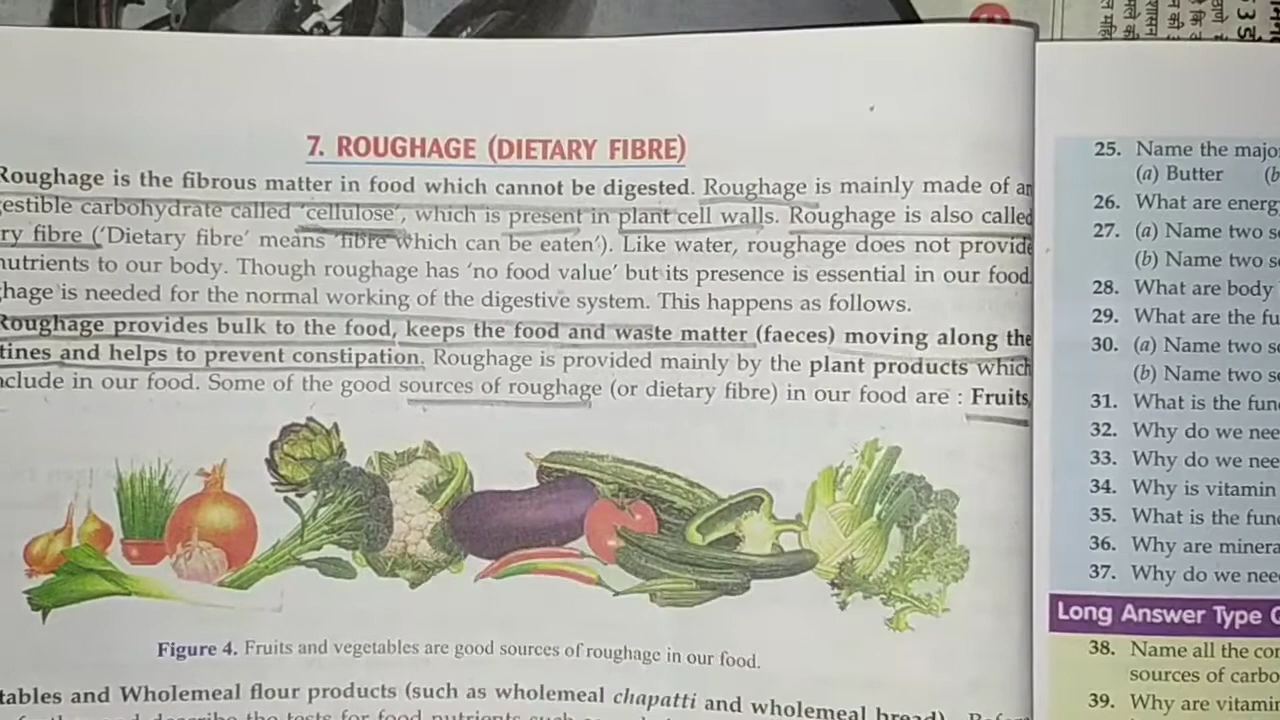 7. ROUGHAGE (DIETARY FIBRE)
Roughage is the fibrous matter in food which cannot be digested. Roughage is mainly made of an
estible carbohydrate called 'cellulose', which is present in plant cell walls. Roughage is also called
ry fibre ('Dietary fibre' means 'fibre which can be eaten'). Like water, roughage does not provide
nutrients to our body. Though roughage has 'no food value' but its presence is essential in our food
hage is needed for the normal working of the digestive system. This happens as follows.
Roughage provides bulk to the food, keeps the food and waste matter (faeces) moving along the
tines and helps to prevent constipation. Roughage is provided mainly by the plant products which
nclude in our food. Some of the good sources of roughage (or dietary fibre) in our food are : Fruits,
Figure 4. Fruits and vegetables are good sources of roughage in our food.
tables and Wholemeal flour products (such as wholemeal chapatti and wholemeal bread).
25. Name the majo
(a) Butter (b
26. What are energ
27. (a) Name two s
(b) Name two s
28. What are body
29. What are the fu
30. (a) Name two s
(b) Name two s
31. What is the fun
32. Why do we nee
33. Why do we nee
34. Why is vitamin
35. What is the fun
36. Why are minera
37. Why do we nee
Long Answer Type Q
38. Name all the co
sources of carbo
39. Why are vitamin